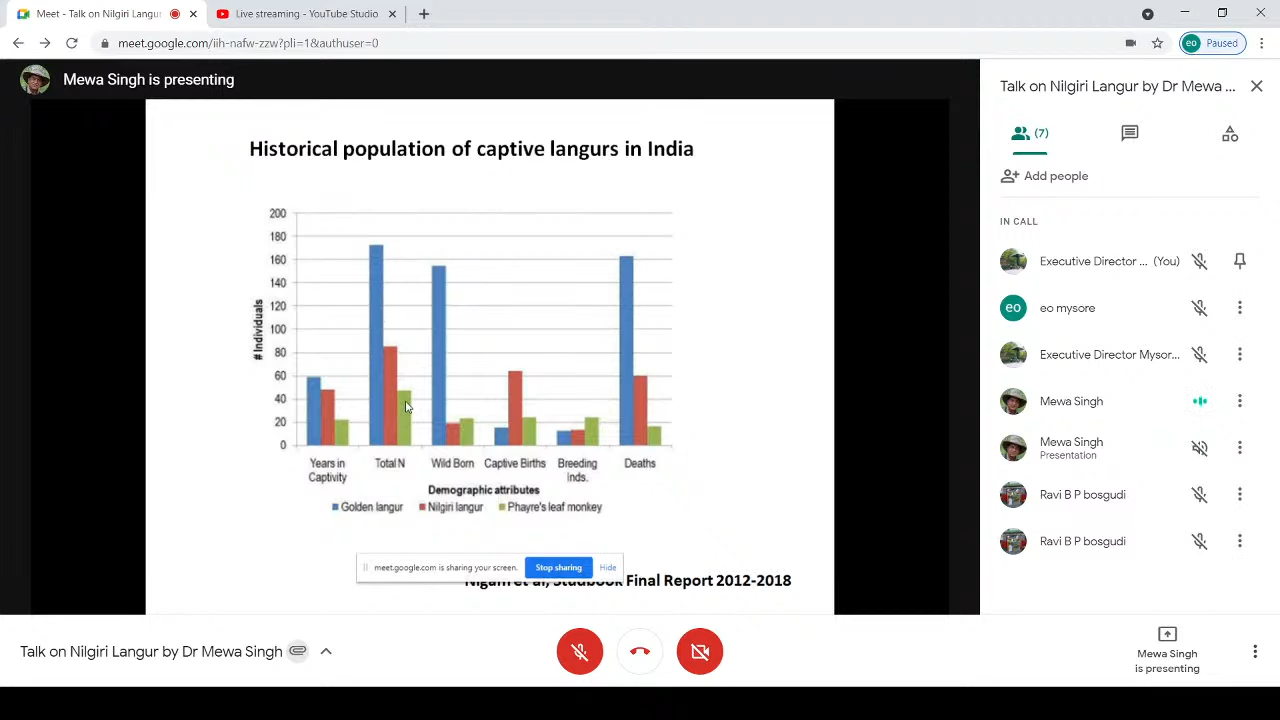 Meet - Talk on Nilgiri Langur
Live streaming - YouTube Studio
meet.google.com/iih-nafw-zzw?pli=1&authuser=0
eo Paused
Mewa Singh is presenting
Historical population of captive langurs in India
200
180
160
140
120
100
80
60
40
20
0
# Individuals
Years in Captivity
Total N
Wild Born
Captive Births
Breeding Inds.
Deaths
Demographic attributes
Golden langur Nilgiri langur Phayre's leaf monkey
meet.google.com is sharing your screen. Stop sharing Hide
Final Report 2012-2018
Talk on Nilgiri Langur by Dr Mewa ...
(7)
Add people
IN CALL
Executive Director ... (You)
eo eo mysore
Executive Director Mysor...
Mewa Singh
Mewa Singh
Presentation
Ravi B P bosgudi
Ravi B P bosgudi
Talk on Nilgiri Langur by Dr Mewa Singh
Mewa Singh
is presenting